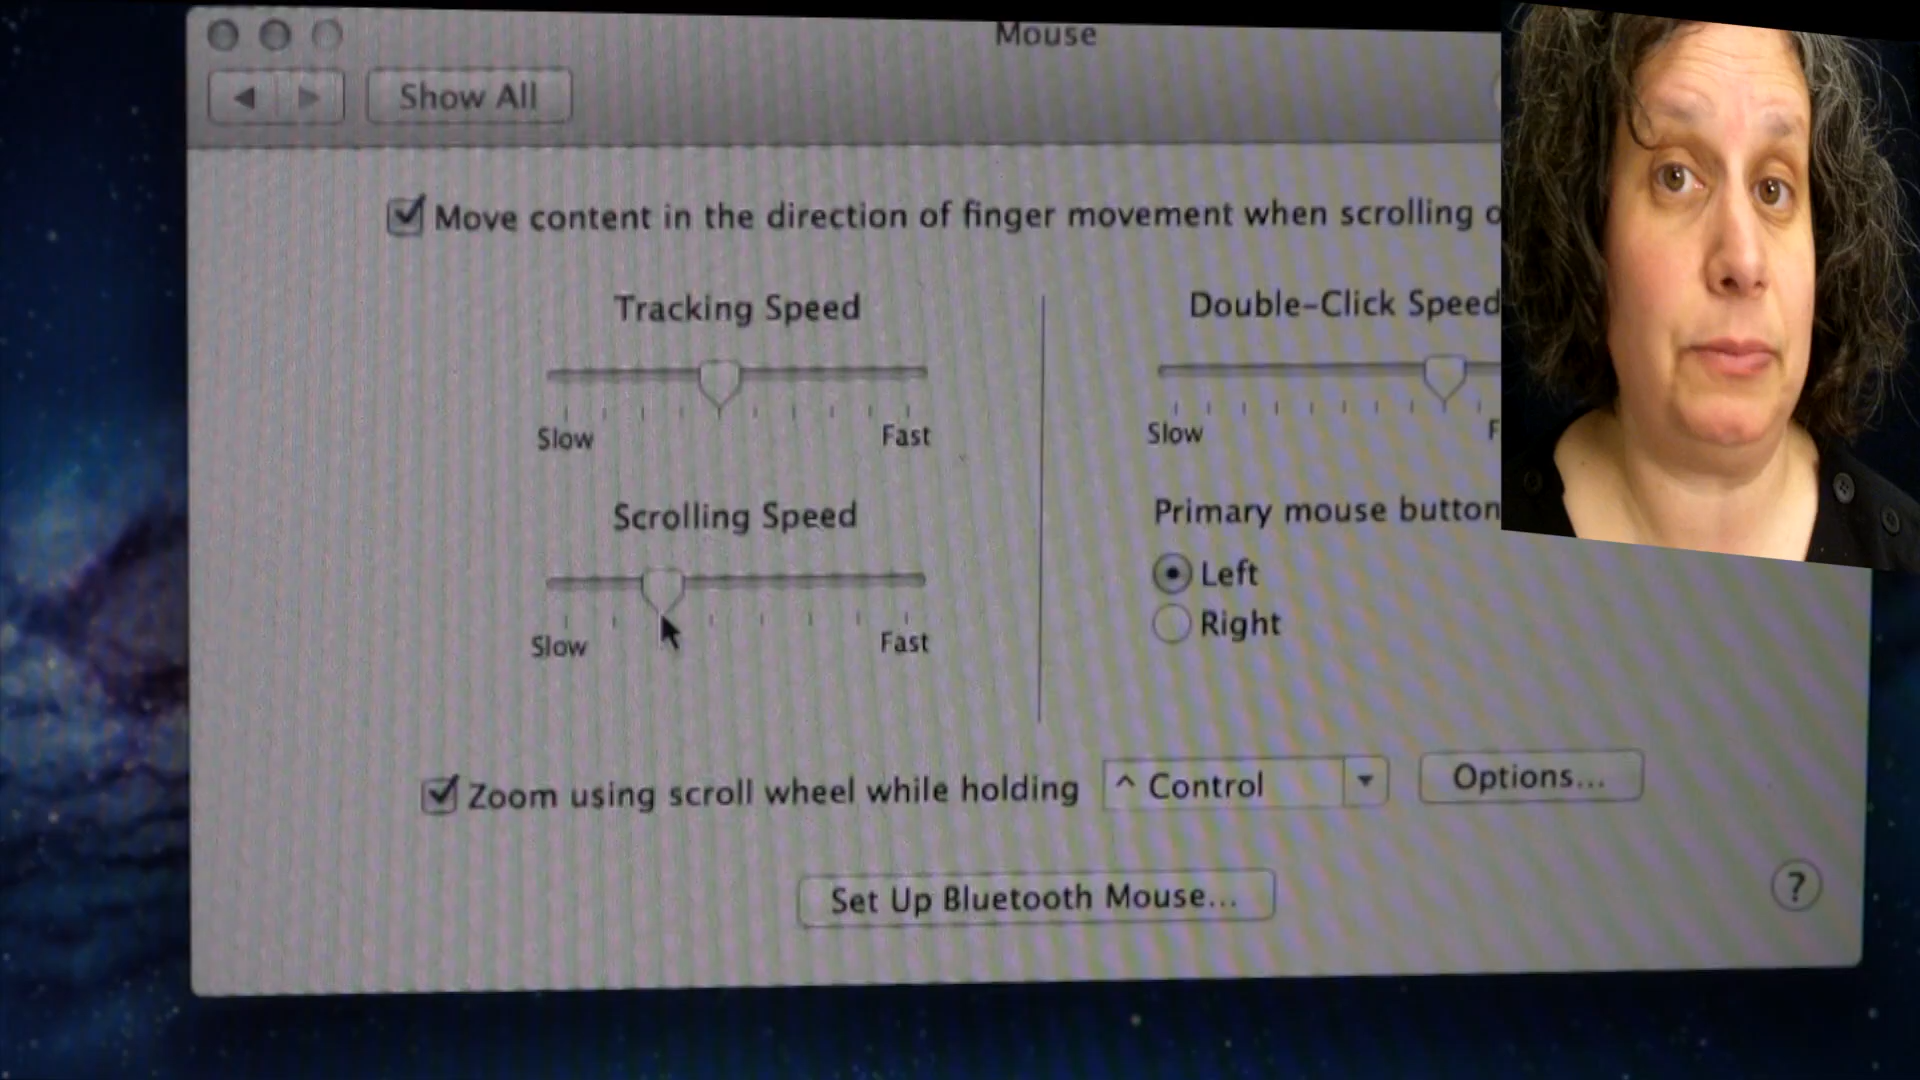 Mouse
Show All
Move content in the direction of finger movement when scrolling
Tracking Speed
Double-Click Speed
Slow
Fast
Slow
Scrolling Speed
Primary mouse button
Left
Right
Slow
Fast
Zoom using scroll wheel while holding
^ Control
Options...
Set Up Bluetooth Mouse...
?